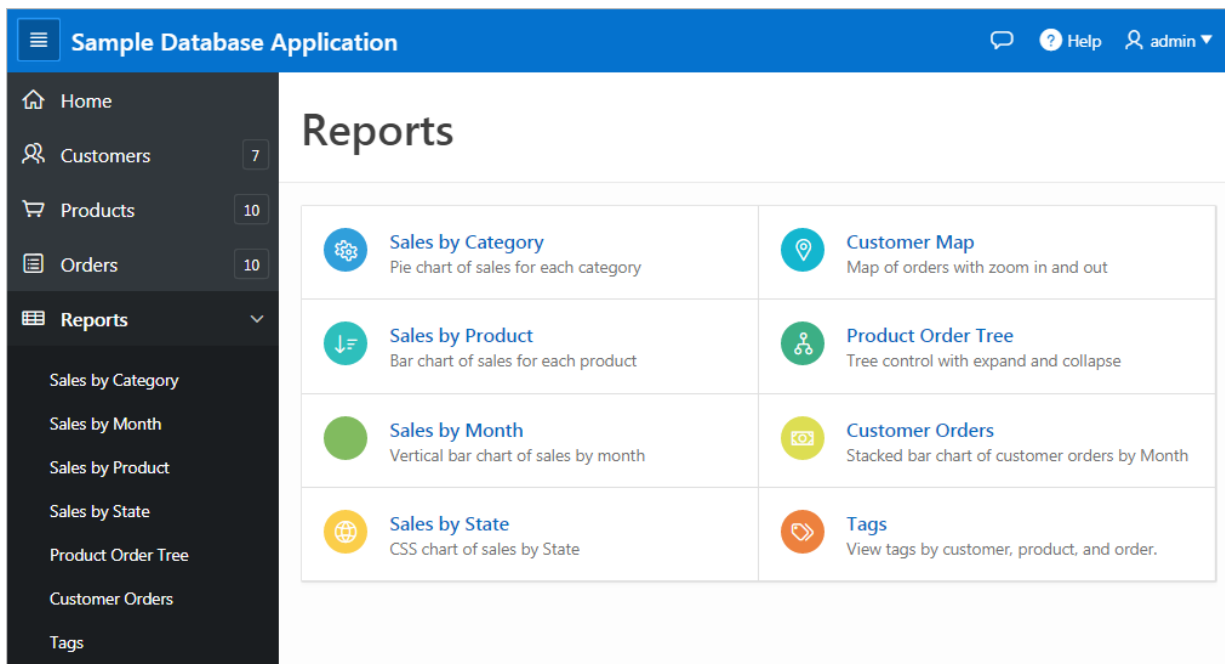 Sample Database Application
? Help
admin
Home
Customers 7
Products 10
Orders 10
Reports
Sales by Category
Sales by Month
Sales by Product
Sales by State
Product Order Tree
Customer Orders
Tags
Reports
Sales by Category
Pie chart of sales for each category
Customer Map
Map of orders with zoom in and out
Sales by Product
Bar chart of sales for each product
Product Order Tree
Tree control with expand and collapse
Sales by Month
Vertical bar chart of sales by month
Customer Orders
Stacked bar chart of customer orders by Month
Sales by State
CSS chart of sales by State
Tags
View tags by customer, product, and order.